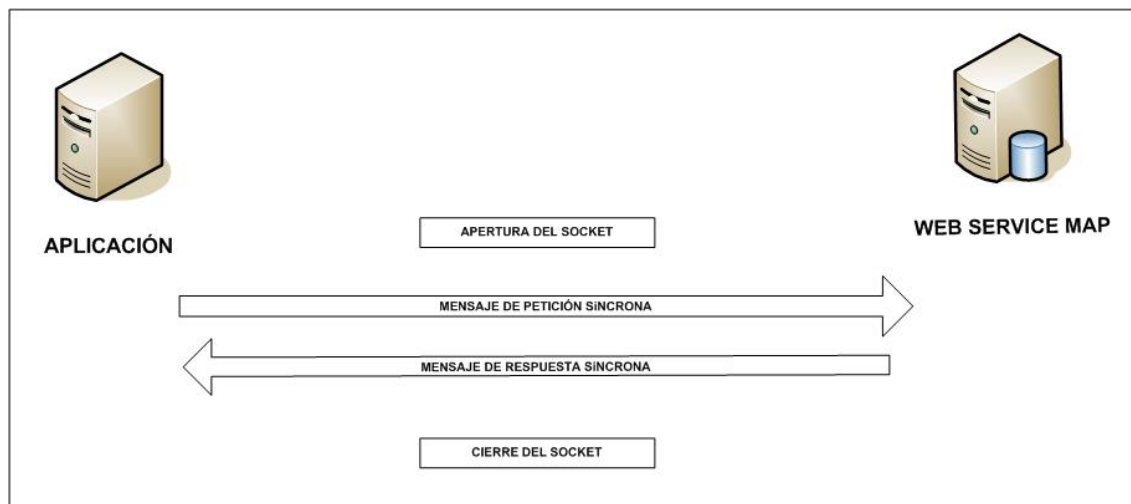 APLICACIÓN
WEB SERVICE MAP
APERTURA DEL SOCKET
MENSAJE DE PETICIÓN SíNCRONA
MENSAJE DE RESPUESTA SíNCRONA
CIERRE DEL SOCKET